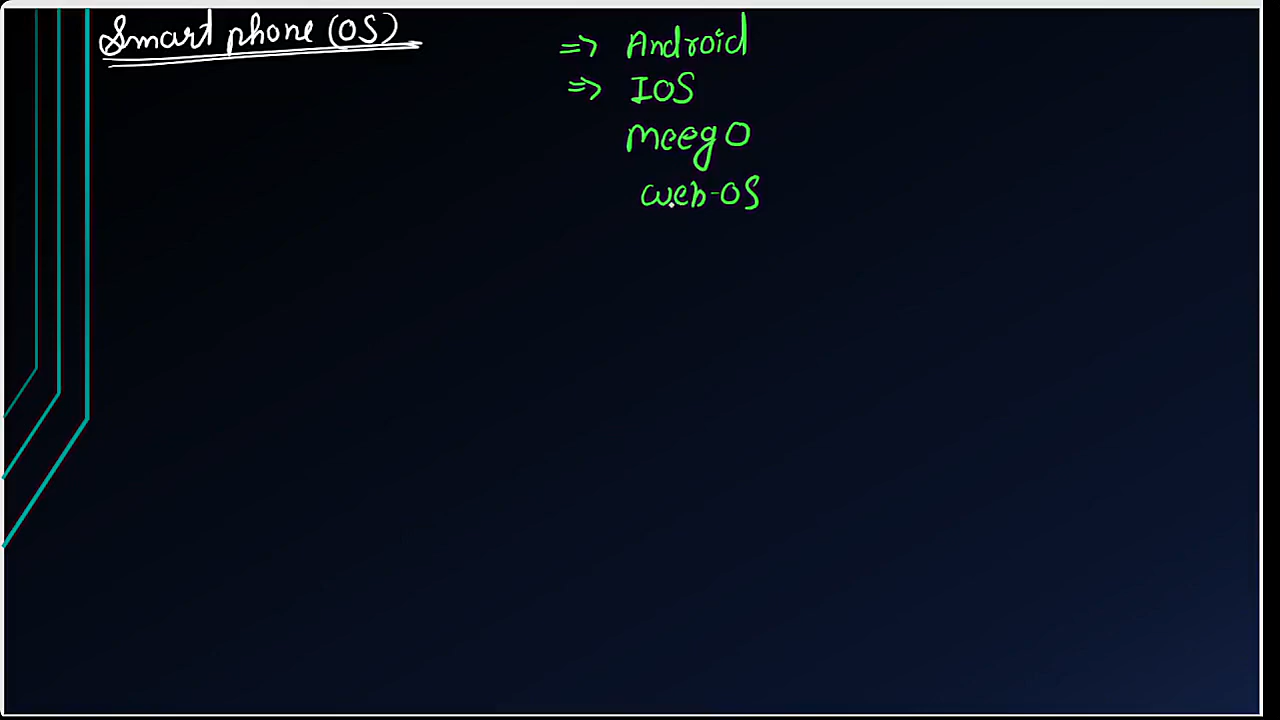 Smart phone (OS)
=> Android
=> IOS
MeegO
Web-OS